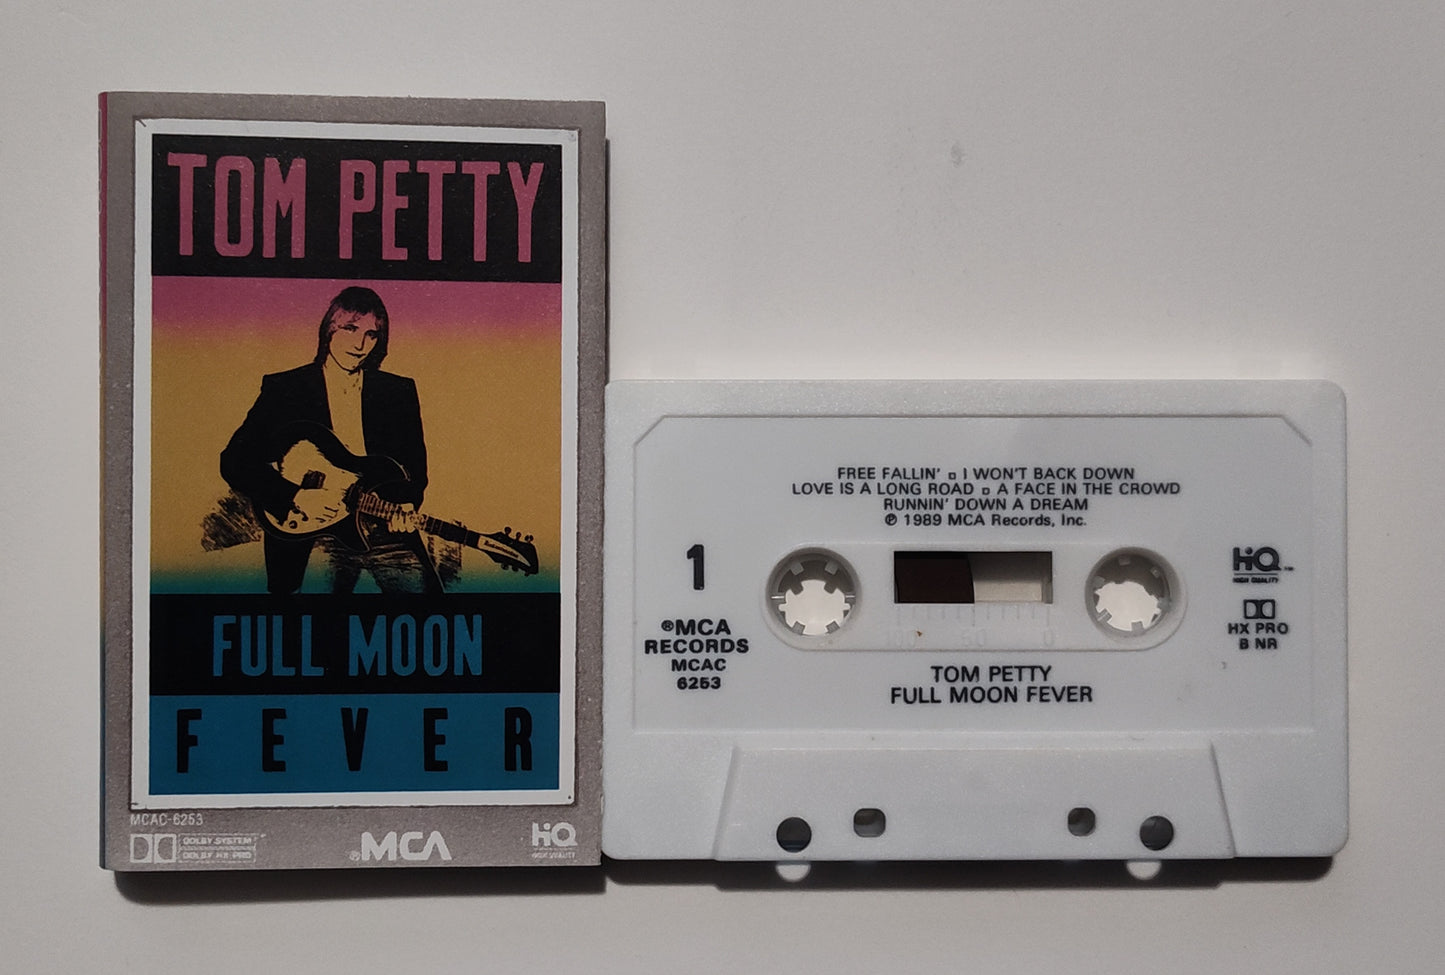 TOM PETTY
FULL MOON
FEVER
MCAC-6253
DOLBY SYSTEM
DOLBY HX PRO
®MCA
HiQ
HIGH QUALITY
FREE FALLIN' ▫ I WON'T BACK DOWN
LOVE IS A LONG ROAD ▫ A FACE IN THE CROWD
RUNNIN' DOWN A DREAM
℗ 1989 MCA Records, Inc.
1
®MCA
RECORDS
MCAC
6253
100 50 0
HiQ™
HIGH QUALITY
HX PRO
B NR
TOM PETTY
FULL MOON FEVER